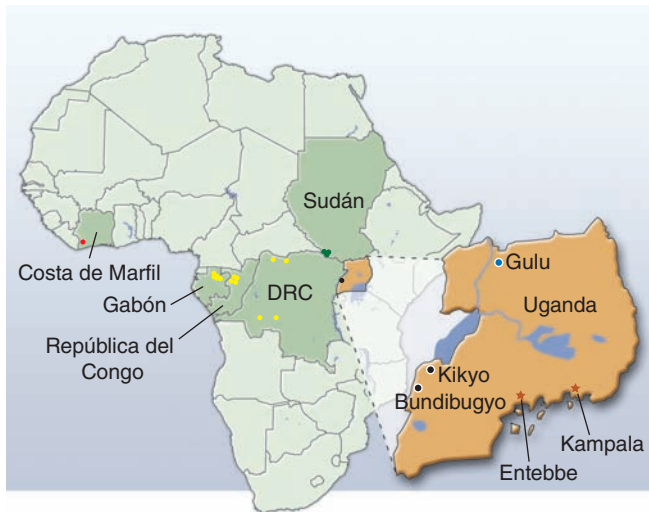 Sudán
Costa de Marfil
Gabón
DRC
República del
Congo
Gulu
Uganda
Kikyo
Bundibugyo
Kampala
Entebbe